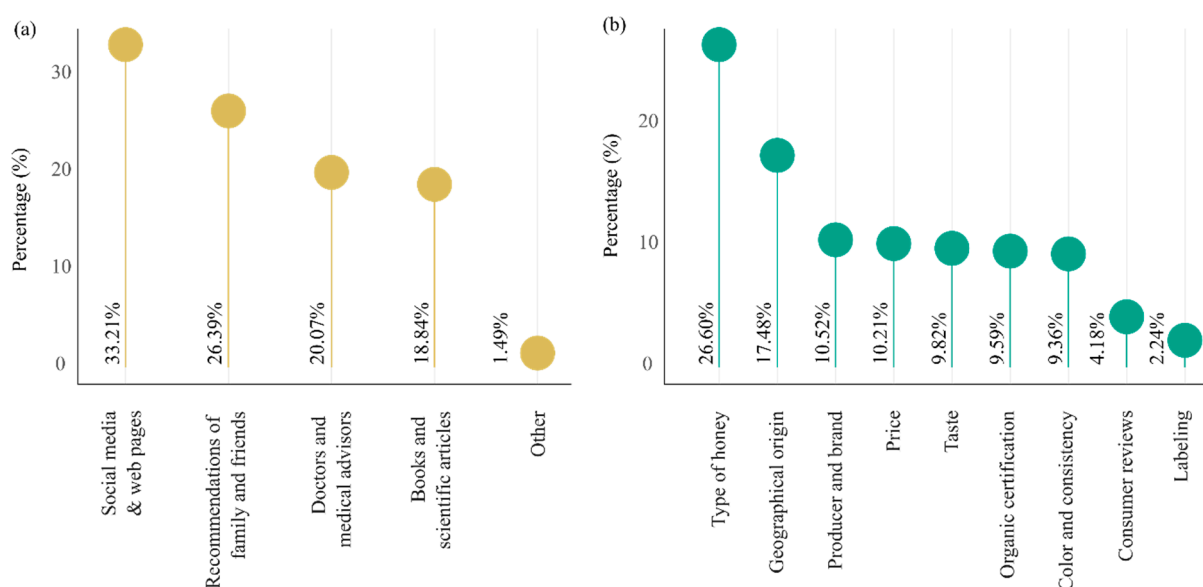 (a)
Percentage (%)
30
20
10
0
33.21%
26.39%
20.07%
18.84%
1.49%
Social media
& web pages
Recommendations of
family and friends
Doctors and
medical advisors
Books and
scientific articles
Other
(b)
Percentage (%)
20
10
0
26.60%
17.48%
10.52%
10.21%
9.82%
9.59%
9.36%
4.18%
2.24%
Type of honey
Geographical origin
Producer and brand
Price
Taste
Organic certification
Color and consistency
Consumer reviews
Labeling